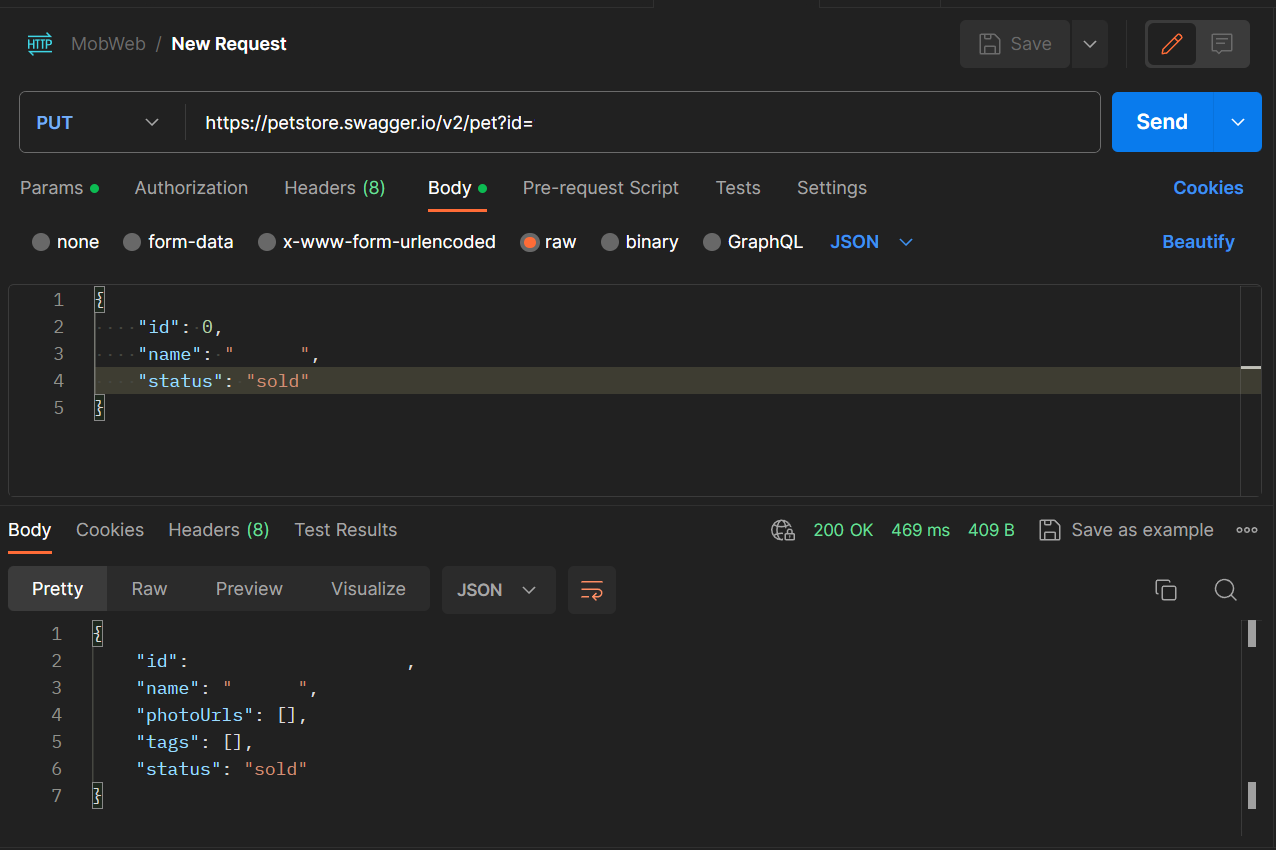 HTTP MobWeb / New Request Save
PUT https://petstore.swagger.io/v2/pet?id= Send
Params Authorization Headers (8) Body Pre-request Script Tests Settings Cookies
none form-data x-www-form-urlencoded raw binary GraphQL JSON Beautify
1 {
2 "id": 0,
3 "name": " ",
4 "status": "sold"
5 }
Body Cookies Headers (8) Test Results 200 OK 469 ms 409 B Save as example
Pretty Raw Preview Visualize JSON
1 {
2 "id": ,
3 "name": " ",
4 "photoUrls": [],
5 "tags": [],
6 "status": "sold"
7 }